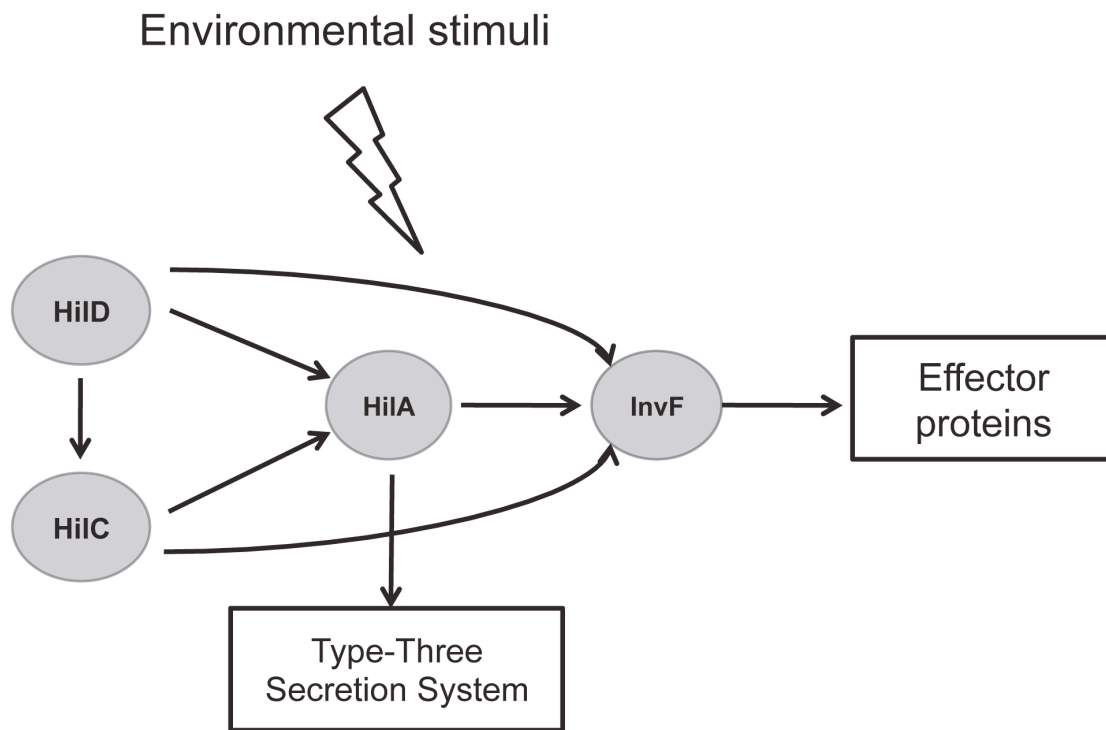 Environmental stimuli
HilD
HilA
InvF
Effector
proteins
HilC
Type-Three
Secretion System